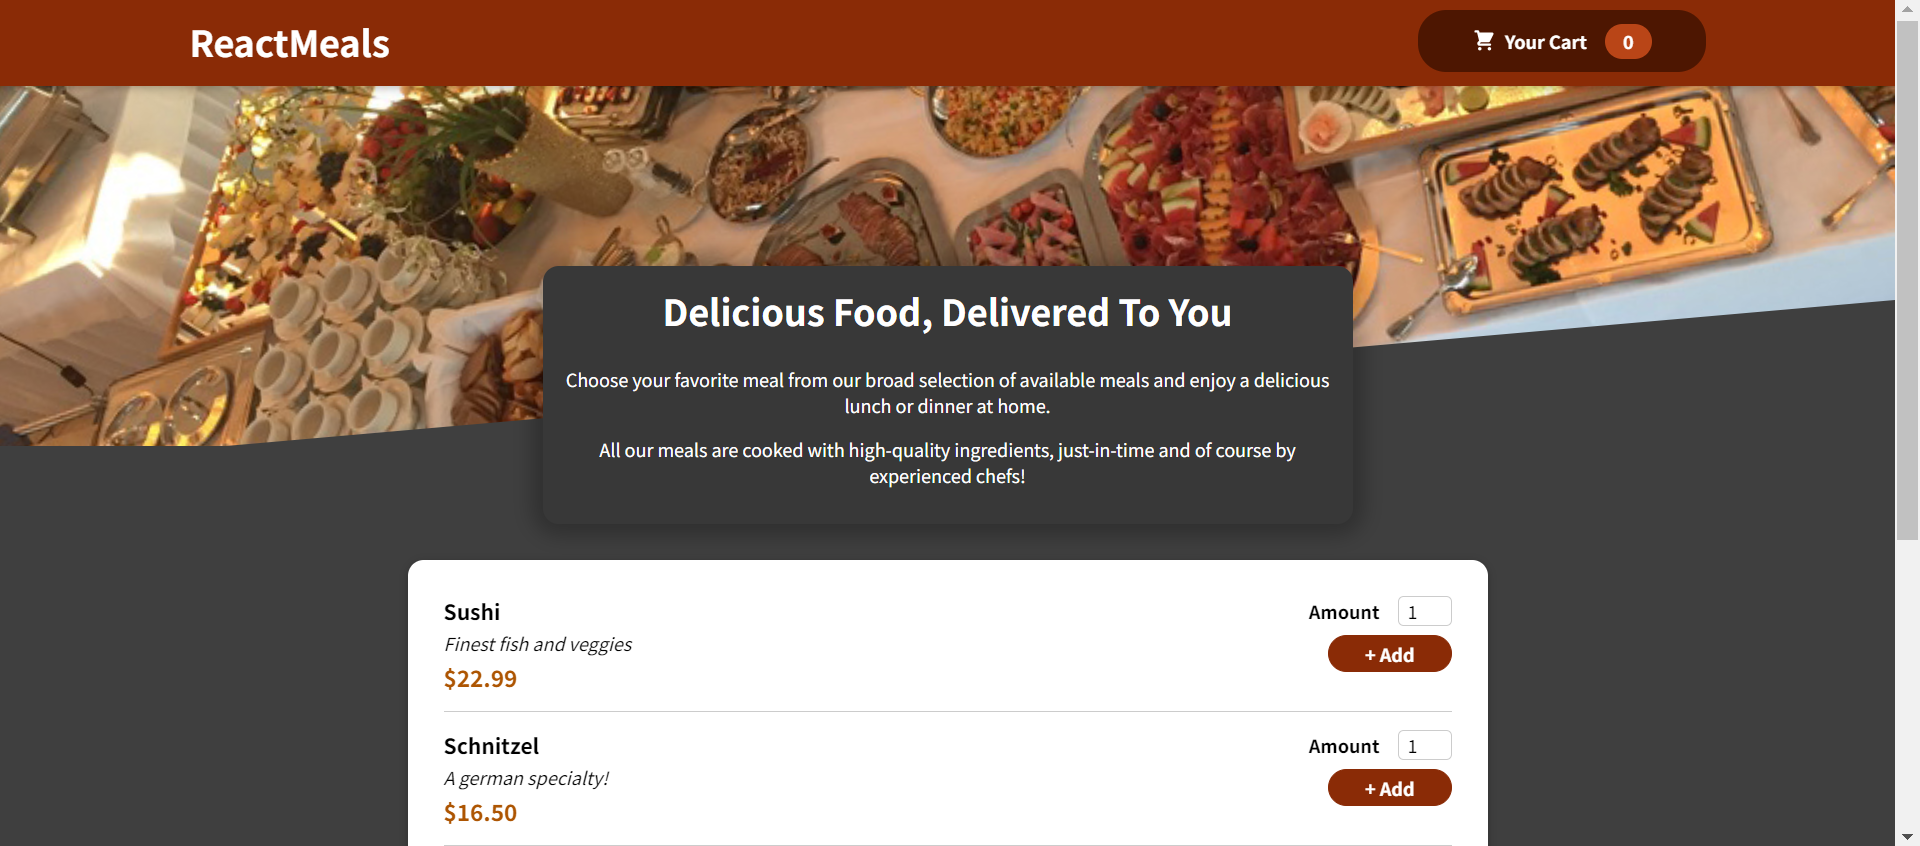 ReactMeals
Your Cart 0
Delicious Food, Delivered To You
Choose your favorite meal from our broad selection of available meals and enjoy a delicious
lunch or dinner at home.
All our meals are cooked with high-quality ingredients, just-in-time and of course by
experienced chefs!
Sushi
Finest fish and veggies
$22.99
Amount 1
+ Add
Schnitzel
A german specialty!
$16.50
Amount 1
+ Add